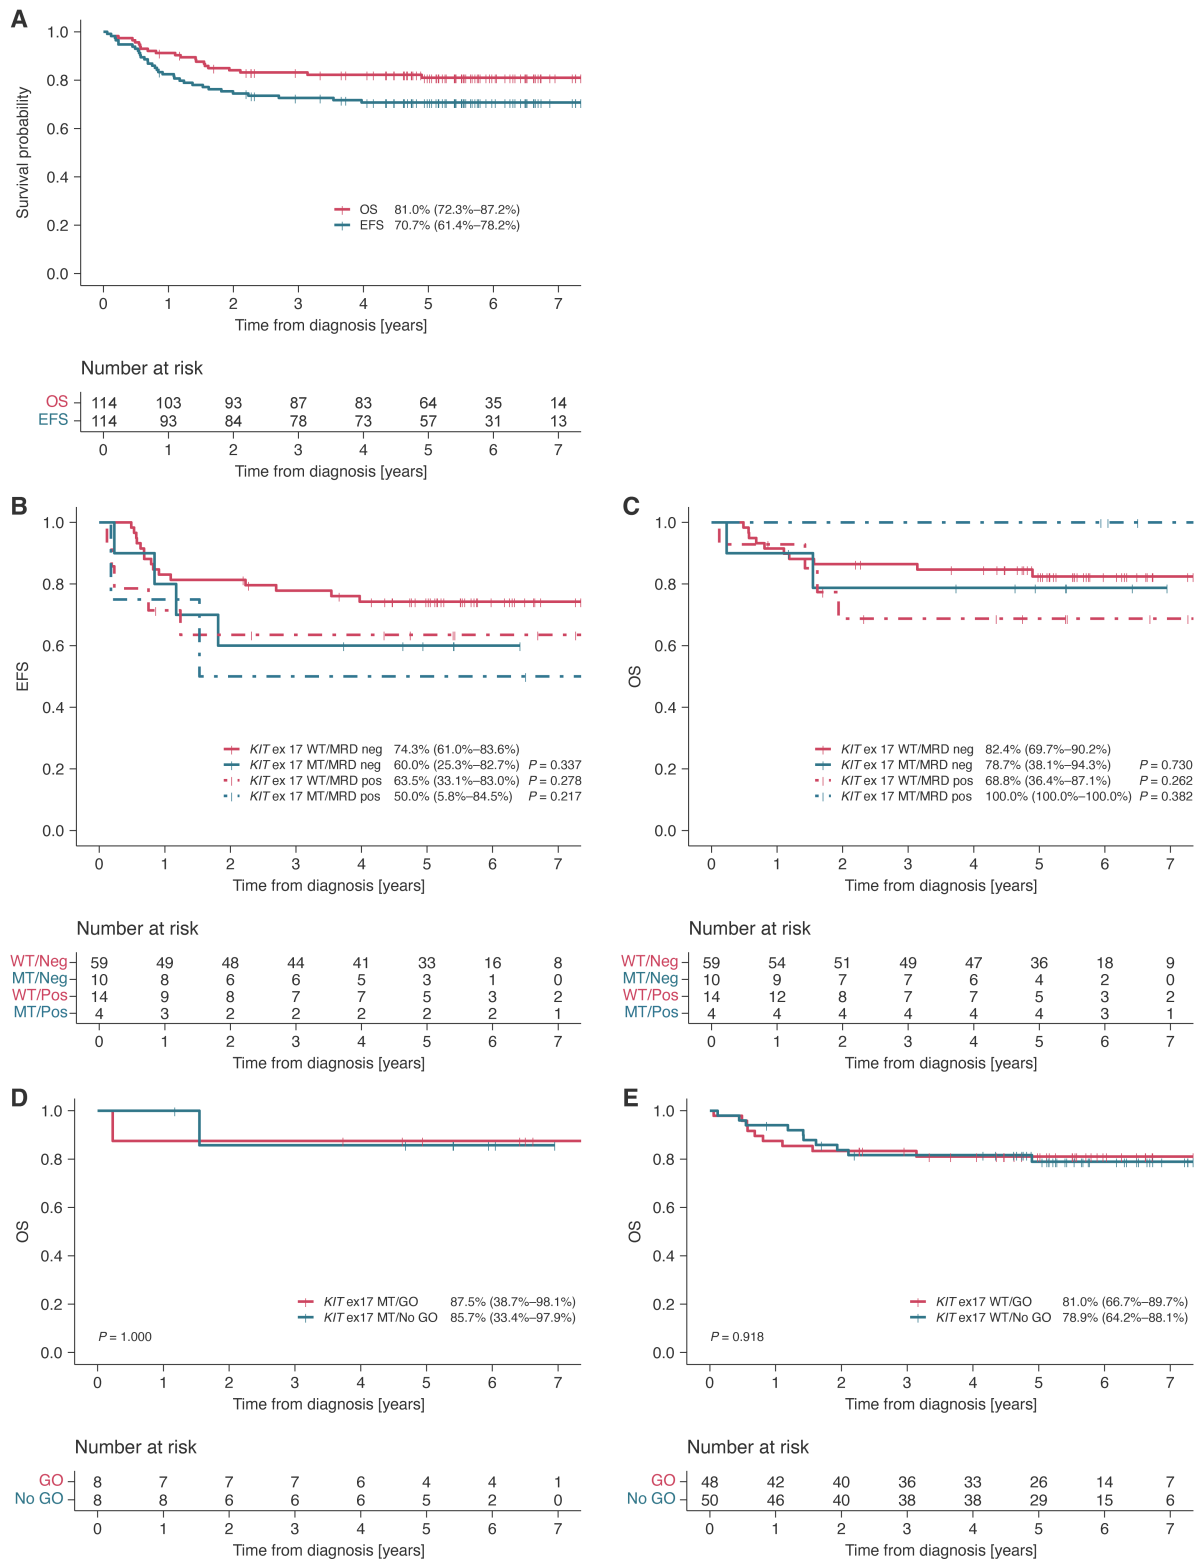 A
1.0
0.8
0.6
0.4
0.2
0.0
Survival probability
OS 81.0% (72.3%–87.2%)
EFS 70.7% (61.4%–78.2%)
0 1 2 3 4 5 6 7
Time from diagnosis [years]
Number at risk
OS 114 103 93 87 83 64 35 14
EFS 114 93 84 78 73 57 31 13
0 1 2 3 4 5 6 7
Time from diagnosis [years]
B
1.0
0.8
0.6
0.4
0.2
0.0
EFS
KIT ex 17 WT/MRD neg 74.3% (61.0%–83.6%)
KIT ex 17 MT/MRD neg 60.0% (25.3%–82.7%) P = 0.337
KIT ex 17 WT/MRD pos 63.5% (33.1%–83.0%) P = 0.278
KIT ex 17 MT/MRD pos 50.0% (5.8%–84.5%) P = 0.217
0 1 2 3 4 5 6 7
Time from diagnosis [years]
Number at risk
WT/Neg 59 49 48 44 41 33 16 8
MT/Neg 10 8 6 6 5 3 1 0
WT/Pos 14 9 8 7 7 5 3 2
MT/Pos 4 3 2 2 2 2 2 1
0 1 2 3 4 5 6 7
Time from diagnosis [years]
C
1.0
0.8
0.6
0.4
0.2
0.0
OS
KIT ex 17 WT/MRD neg 82.4% (69.7%–90.2%)
KIT ex 17 MT/MRD neg 78.7% (38.1%–94.3%) P = 0.730
KIT ex 17 WT/MRD pos 68.8% (36.4%–87.1%) P = 0.262
KIT ex 17 MT/MRD pos 100.0% (100.0%–100.0%) P = 0.382
0 1 2 3 4 5 6 7
Time from diagnosis [years]
Number at risk
WT/Neg 59 54 51 49 47 36 18 9
MT/Neg 10 9 7 7 6 4 2 0
WT/Pos 14 12 8 7 7 5 3 2
MT/Pos 4 4 4 4 4 4 3 1
0 1 2 3 4 5 6 7
Time from diagnosis [years]
D
1.0
0.8
0.6
0.4
0.2
0.0
OS
KIT ex17 MT/GO 87.5% (38.7%–98.1%)
KIT ex17 MT/No GO 85.7% (33.4%–97.9%)
P = 1.000
0 1 2 3 4 5 6 7
Time from diagnosis [years]
Number at risk
GO 8 7 7 7 6 4 4 1
No GO 8 8 6 6 6 5 2 0
0 1 2 3 4 5 6 7
Time from diagnosis [years]
E
1.0
0.8
0.6
0.4
0.2
0.0
OS
KIT ex17 WT/GO 81.0% (66.7%–89.7%)
KIT ex17 WT/No GO 78.9% (64.2%–88.1%)
P = 0.918
0 1 2 3 4 5 6 7
Time from diagnosis [years]
Number at risk
GO 48 42 40 36 33 26 14 7
No GO 50 46 40 38 38 29 15 6
0 1 2 3 4 5 6 7
Time from diagnosis [years]